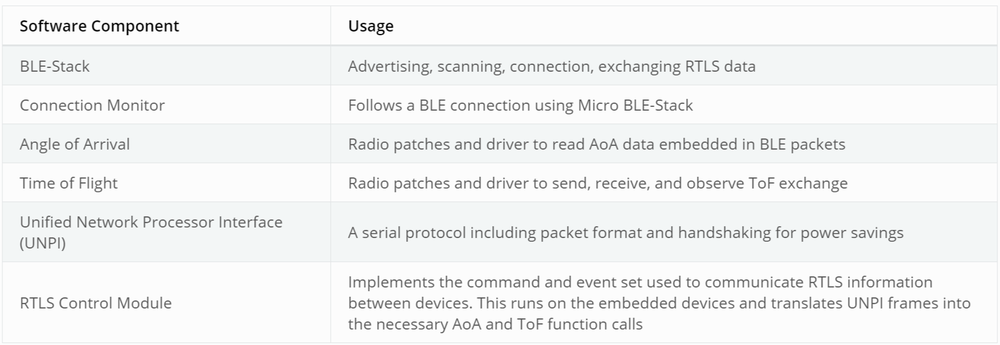 Software Component
Usage
BLE-Stack
Advertising, scanning, connection, exchanging RTLS data
Connection Monitor
Follows a BLE connection using Micro BLE-Stack
Angle of Arrival
Radio patches and driver to read AoA data embedded in BLE packets
Time of Flight
Radio patches and driver to send, receive, and observe ToF exchange
Unified Network Processor Interface
(UNPI)
A serial protocol including packet format and handshaking for power savings
RTLS Control Module
Implements the command and event set used to communicate RTLS information
between devices. This runs on the embedded devices and translates UNPI frames into
the necessary AoA and ToF function calls